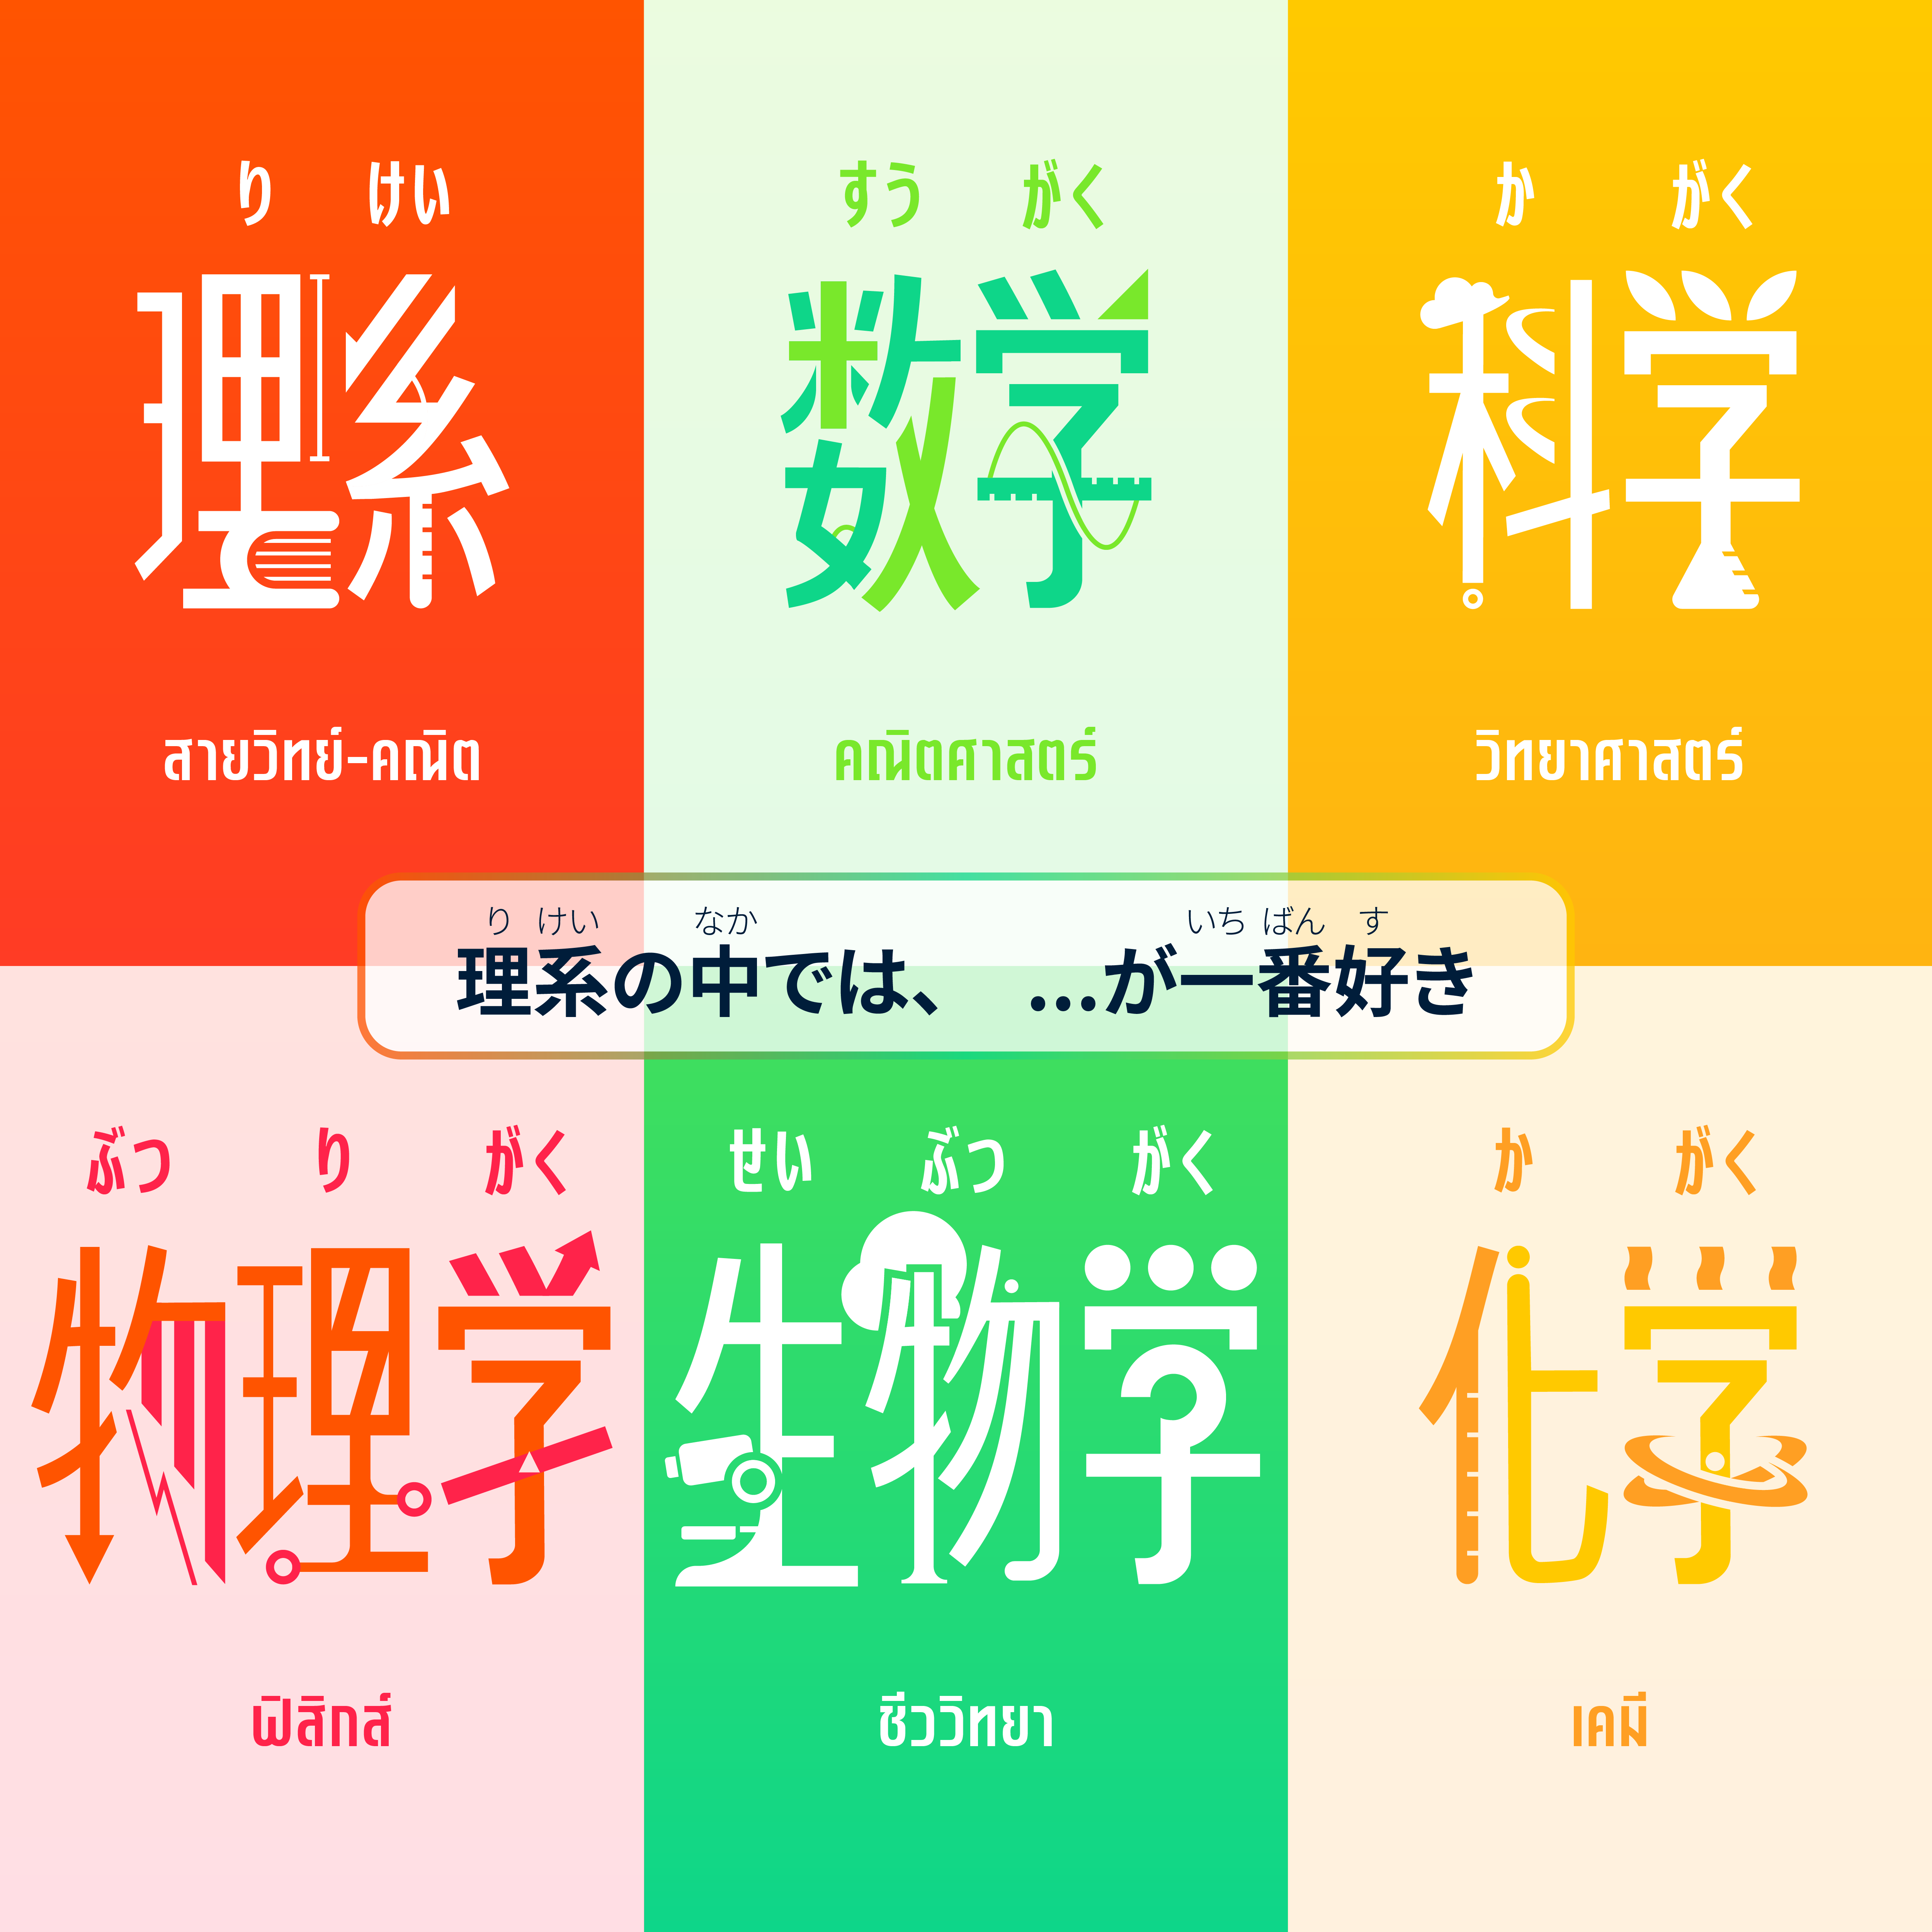 り けい
理系
สายวิทย์-คณิต
すう がく
数学
คณิตศาสตร์
か がく
科学
วิทยาศาสตร์
り けい なか いち ばん す
理系の中では、 ...が一番好き
ぶつ り がく
物理学
ฟิสิกส์
せい ぶつ がく
生物学
ชีววิทยา
か がく
化学
เคมี